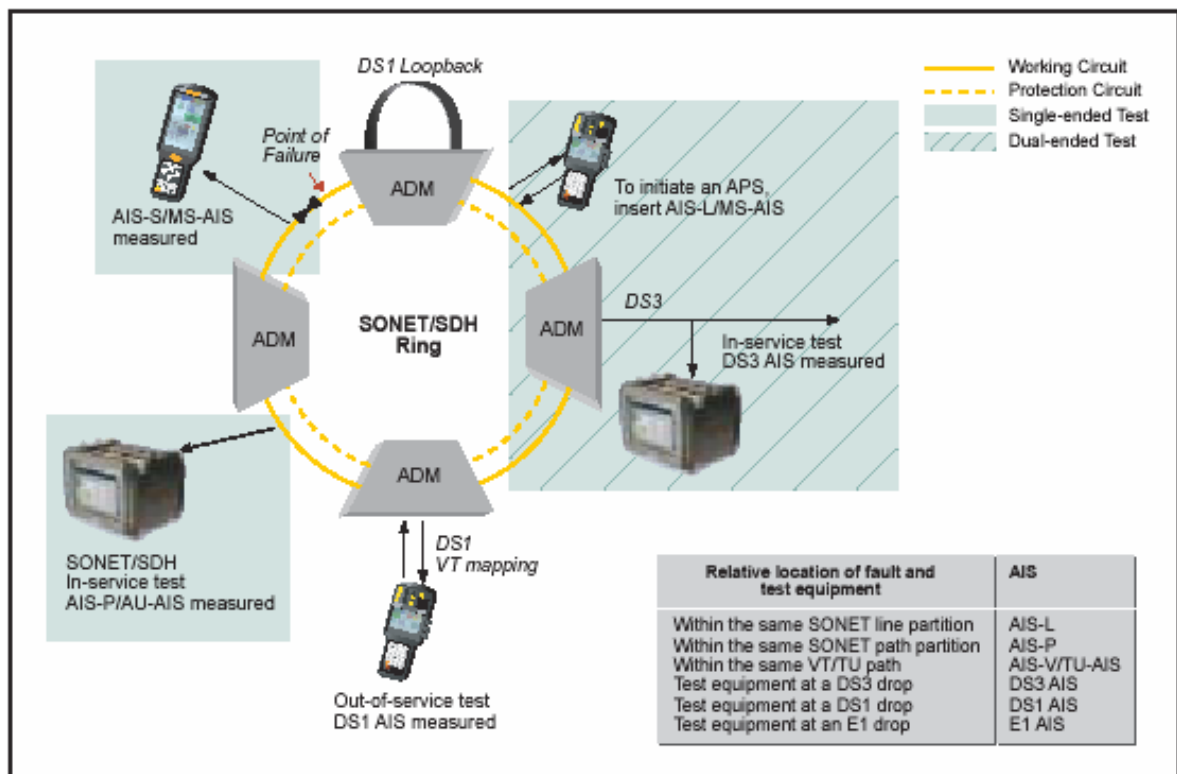 DS1 Loopback
Working Circuit
Protection Circuit
Single-ended Test
Dual-ended Test
Point of
Failure
ADM
To initiate an APS,
insert AIS-L/MS-AIS
AIS-S/MS-AIS
measured
ADM
SONET/SDH
Ring
ADM
DS3
In-service test
DS3 AIS measured
ADM
SONET/SDH
In-service test
AIS-P/AU-AIS measured
DS1
VT mapping
Out-of-service test
DS1 AIS measured
Relative location of fault and
test equipment
AIS
Within the same SONET line partition AIS-L
Within the same SONET path partition AIS-P
Within the same VT/TU path AIS-V/TU-AIS
Test equipment at a DS3 drop DS3 AIS
Test equipment at a DS1 drop DS1 AIS
Test equipment at an E1 drop E1 AIS